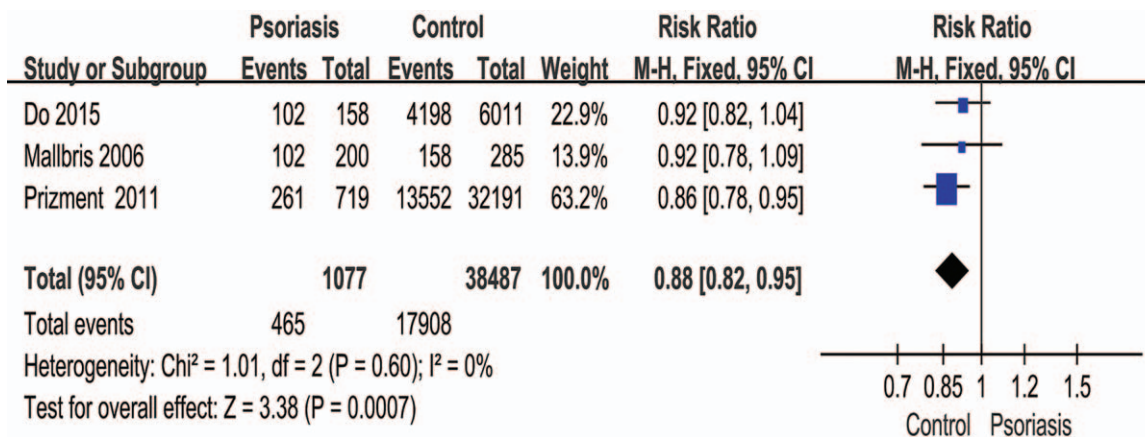 Psoriasis Control Risk Ratio Risk Ratio
Study or Subgroup Events Total Events Total Weight M-H, Fixed, 95% CI M-H, Fixed, 95% CI
Do 2015 102 158 4198 6011 22.9% 0.92 [0.82, 1.04]
Mallbris 2006 102 200 158 285 13.9% 0.92 [0.78, 1.09]
Prizment 2011 261 719 13552 32191 63.2% 0.86 [0.78, 0.95]
Total (95% CI) 1077 38487 100.0% 0.88 [0.82, 0.95]
Total events 465 17908
Heterogeneity: Chi² = 1.01, df = 2 (P = 0.60); I² = 0%
Test for overall effect: Z = 3.38 (P = 0.0007)
0.7 0.85 1 1.2 1.5
Control Psoriasis